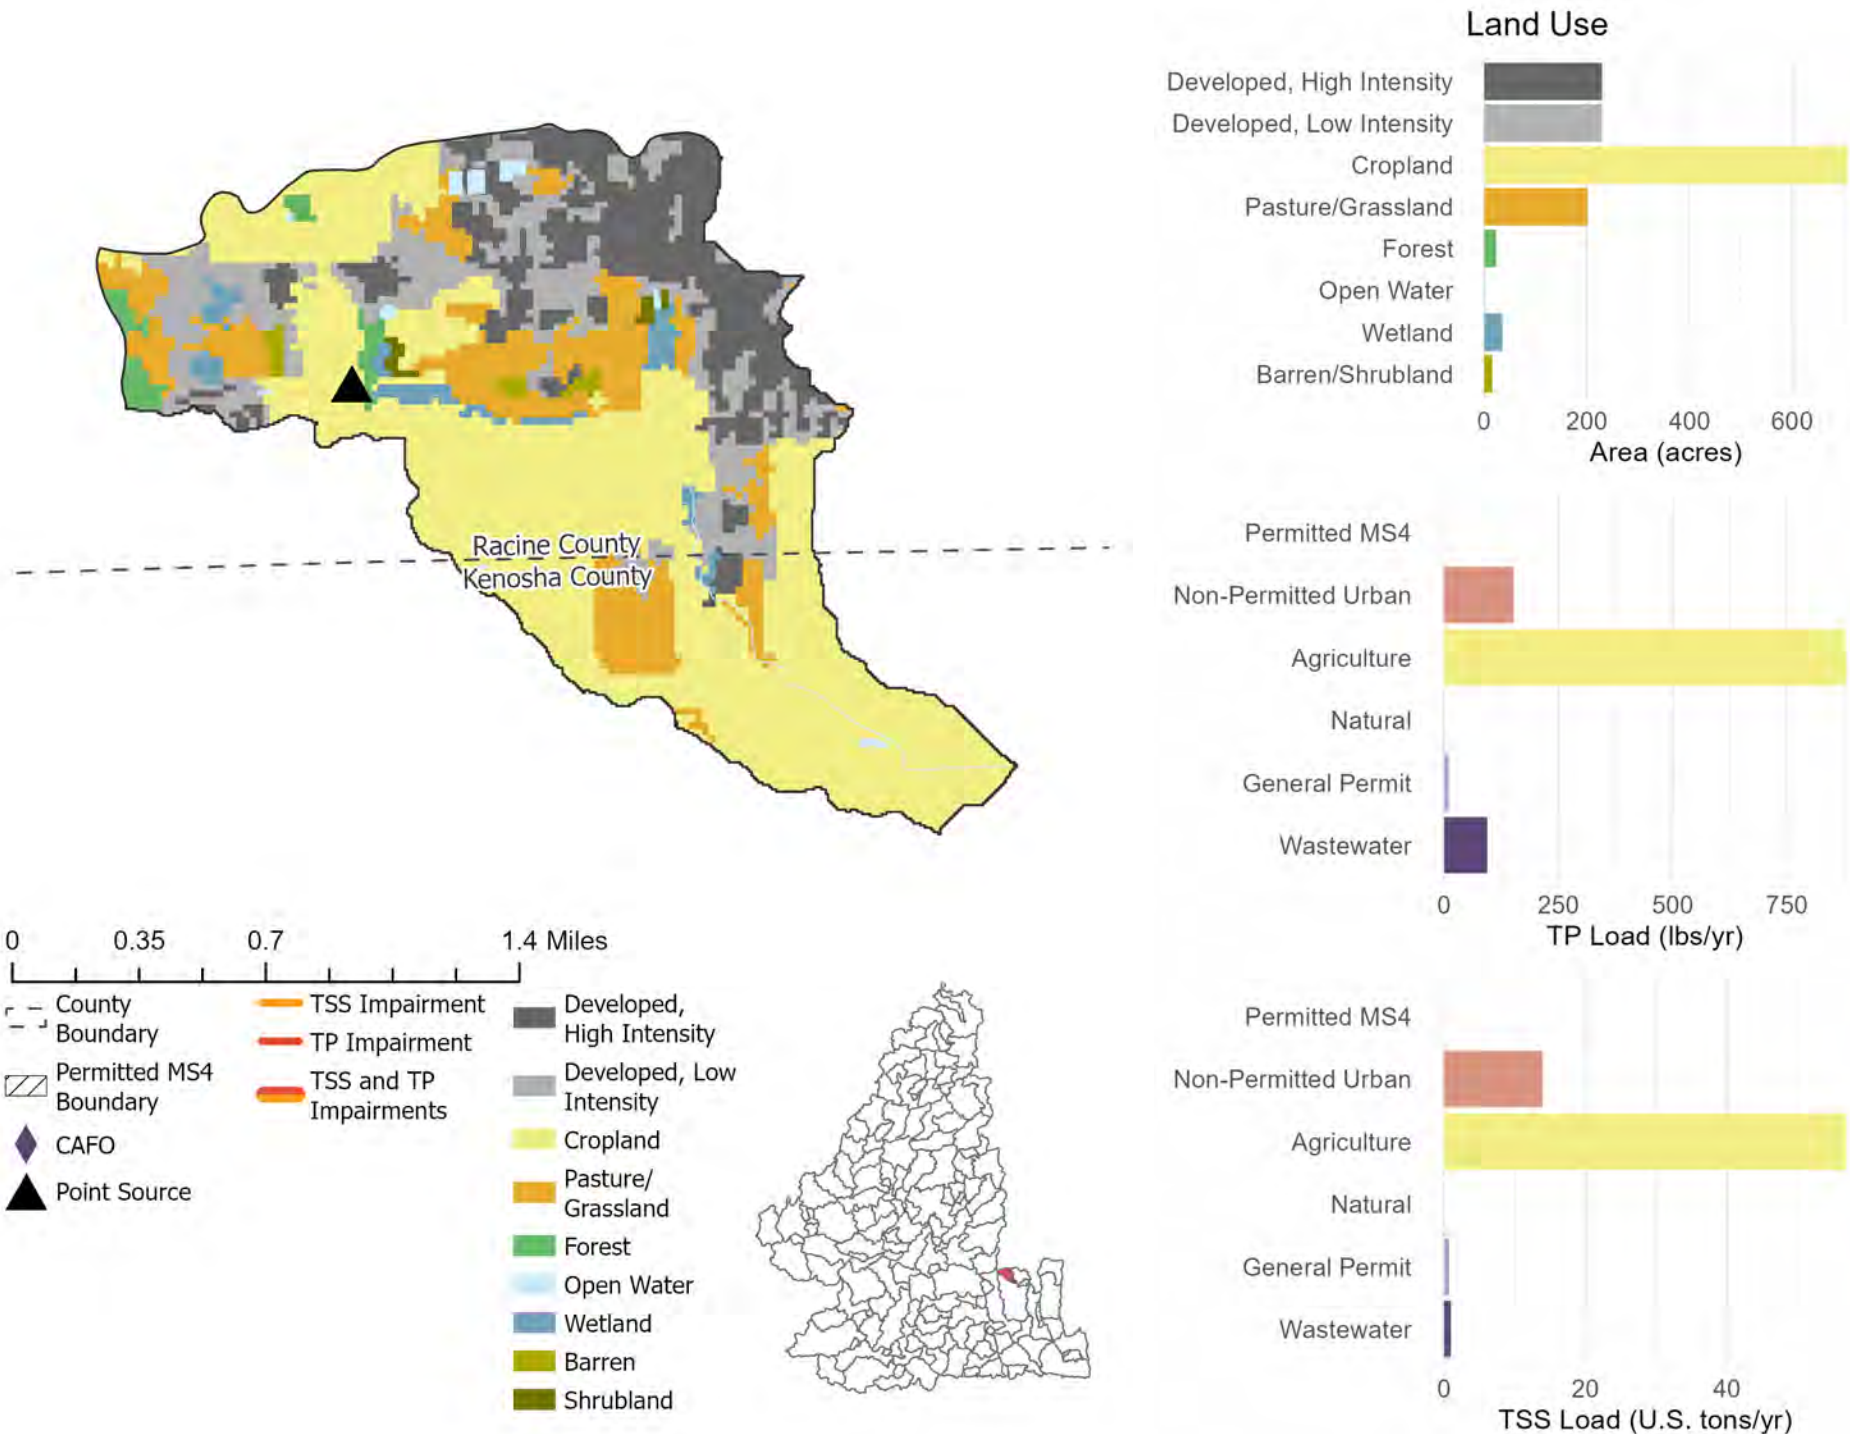 Land Use
Developed, High Intensity
Developed, Low Intensity
Cropland
Pasture/Grassland
Forest
Open Water
Wetland
Barren/Shrubland
0 200 400 600
Area (acres)
Racine County
Kenosha County
Permitted MS4
Non-Permitted Urban
Agriculture
Natural
General Permit
Wastewater
0 250 500 750
TP Load (lbs/yr)
0 0.35 0.7 1.4 Miles
County
Boundary
Permitted MS4
Boundary
CAFO
Point Source
TSS Impairment
TP Impairment
TSS and TP
Impairments
Developed,
High Intensity
Developed, Low
Intensity
Cropland
Pasture/
Grassland
Forest
Open Water
Wetland
Barren
Shrubland
Permitted MS4
Non-Permitted Urban
Agriculture
Natural
General Permit
Wastewater
0 20 40
TSS Load (U.S. tons/yr)